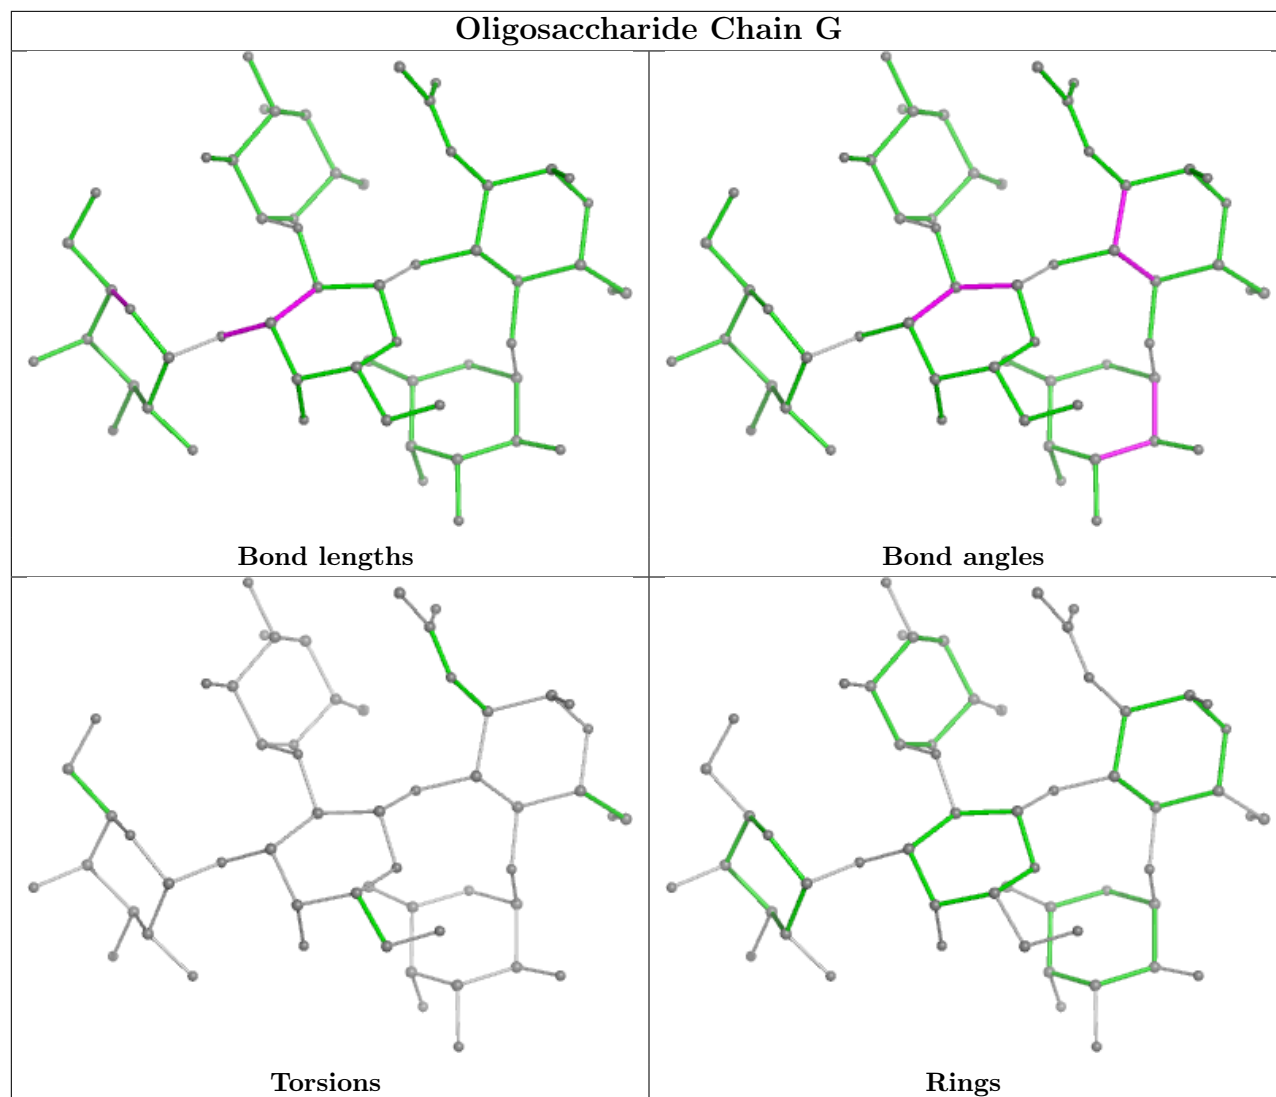 Oligosaccharide Chain G
Bond lengths
Bond angles
Torsions
Rings